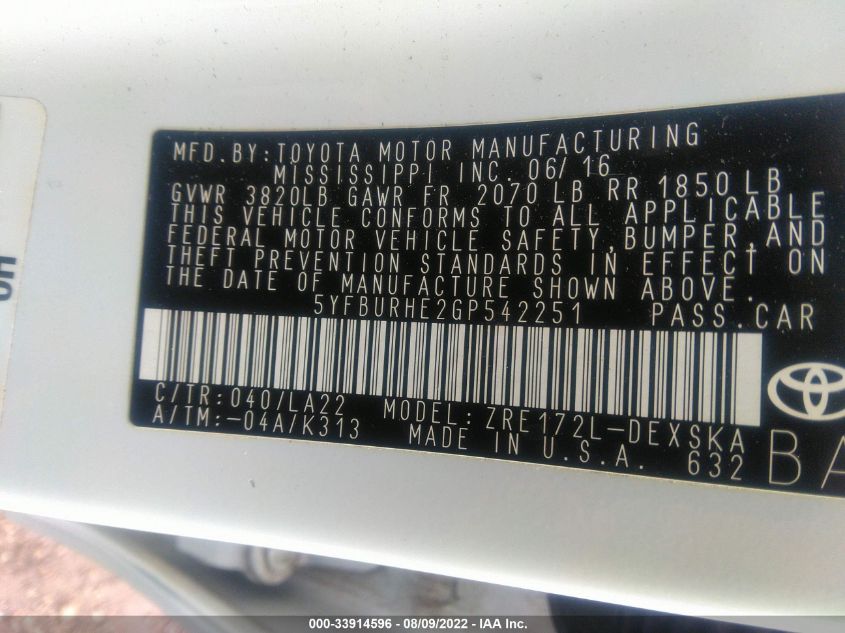 MFD.BY:TOYOTA MOTOR MANUFACTURING
MISSISSIPPI INC. 06/16
GVWR 3820LB GAWR FR 2070 LB RR 1850 LB
THIS VEHICLE CONFORMS TO ALL APPLICABLE
FEDERAL MOTOR VEHICLE SAFETY,BUMPER,AND
THEFT PREVENTION STANDARDS IN EFFECT ON
THE DATE OF MANUFACTURE SHOWN ABOVE.
5YFBURHE2GP542251 PASS.CAR
C/TR:040/LA22 MODEL:ZRE172L-DEXSKA
A/TM:-04A/K313 MADE IN U.S.A. 632
BA
000-33914596 - 08/09/2022 - IAA Inc.